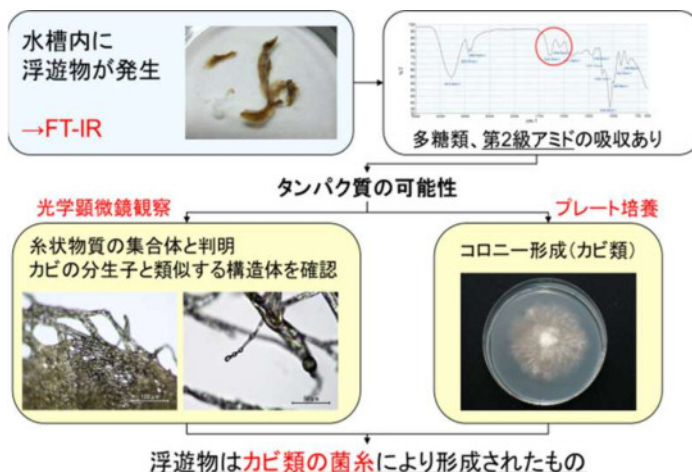 水槽内に
浮遊物が発生
→FT-IR
多糖類、第2級アミドの吸収あり
タンパク質の可能性
光学顕微鏡観察
プレート培養
糸状物質の集合体と判明
カビの分生子と類似する構造体を確認
コロニー形成(カビ類)
浮遊物はカビ類の菌糸により形成されたもの